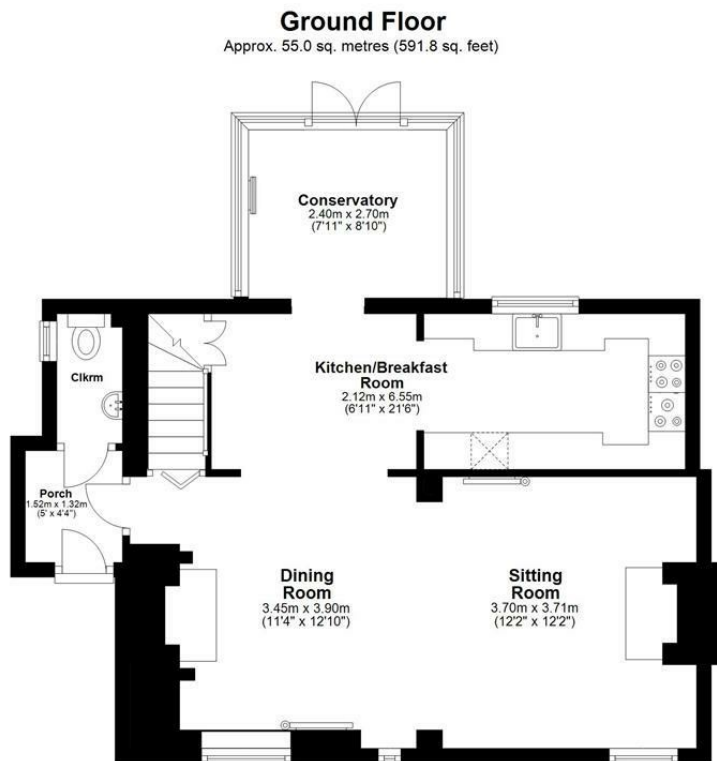 Ground Floor
Approx. 55.0 sq. metres (591.8 sq. feet)
Conservatory
2.40m x 2.70m
(7'11" x 8'10")
Clkrm
Kitchen/Breakfast
Room
2.12m x 6.55m
(6'11" x 21'6")
Porch
1.52m x 1.32m
(5' x 4'4")
Dining
Room
3.45m x 3.90m
(11'4" x 12'10")
Sitting
Room
3.70m x 3.71m
(12'2" x 12'2")